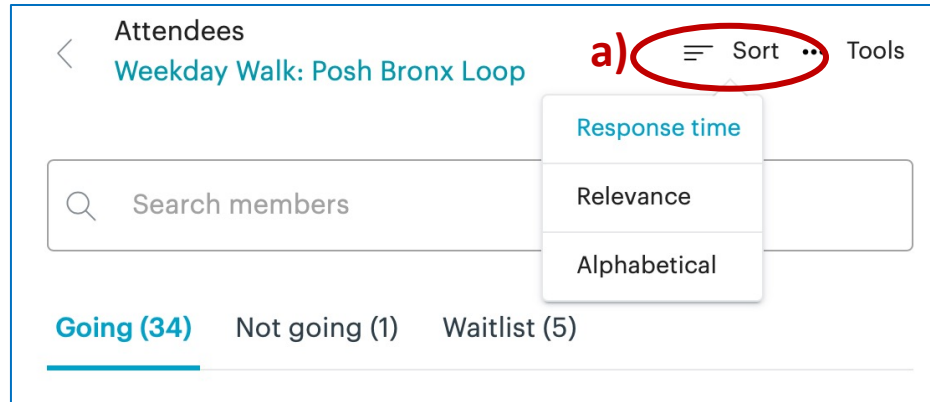 Attendees
Weekday Walk: Posh Bronx Loop
a)
Sort ••• Tools
Response time
Relevance
Alphabetical
Search members
Going (34) Not going (1) Waitlist (5)